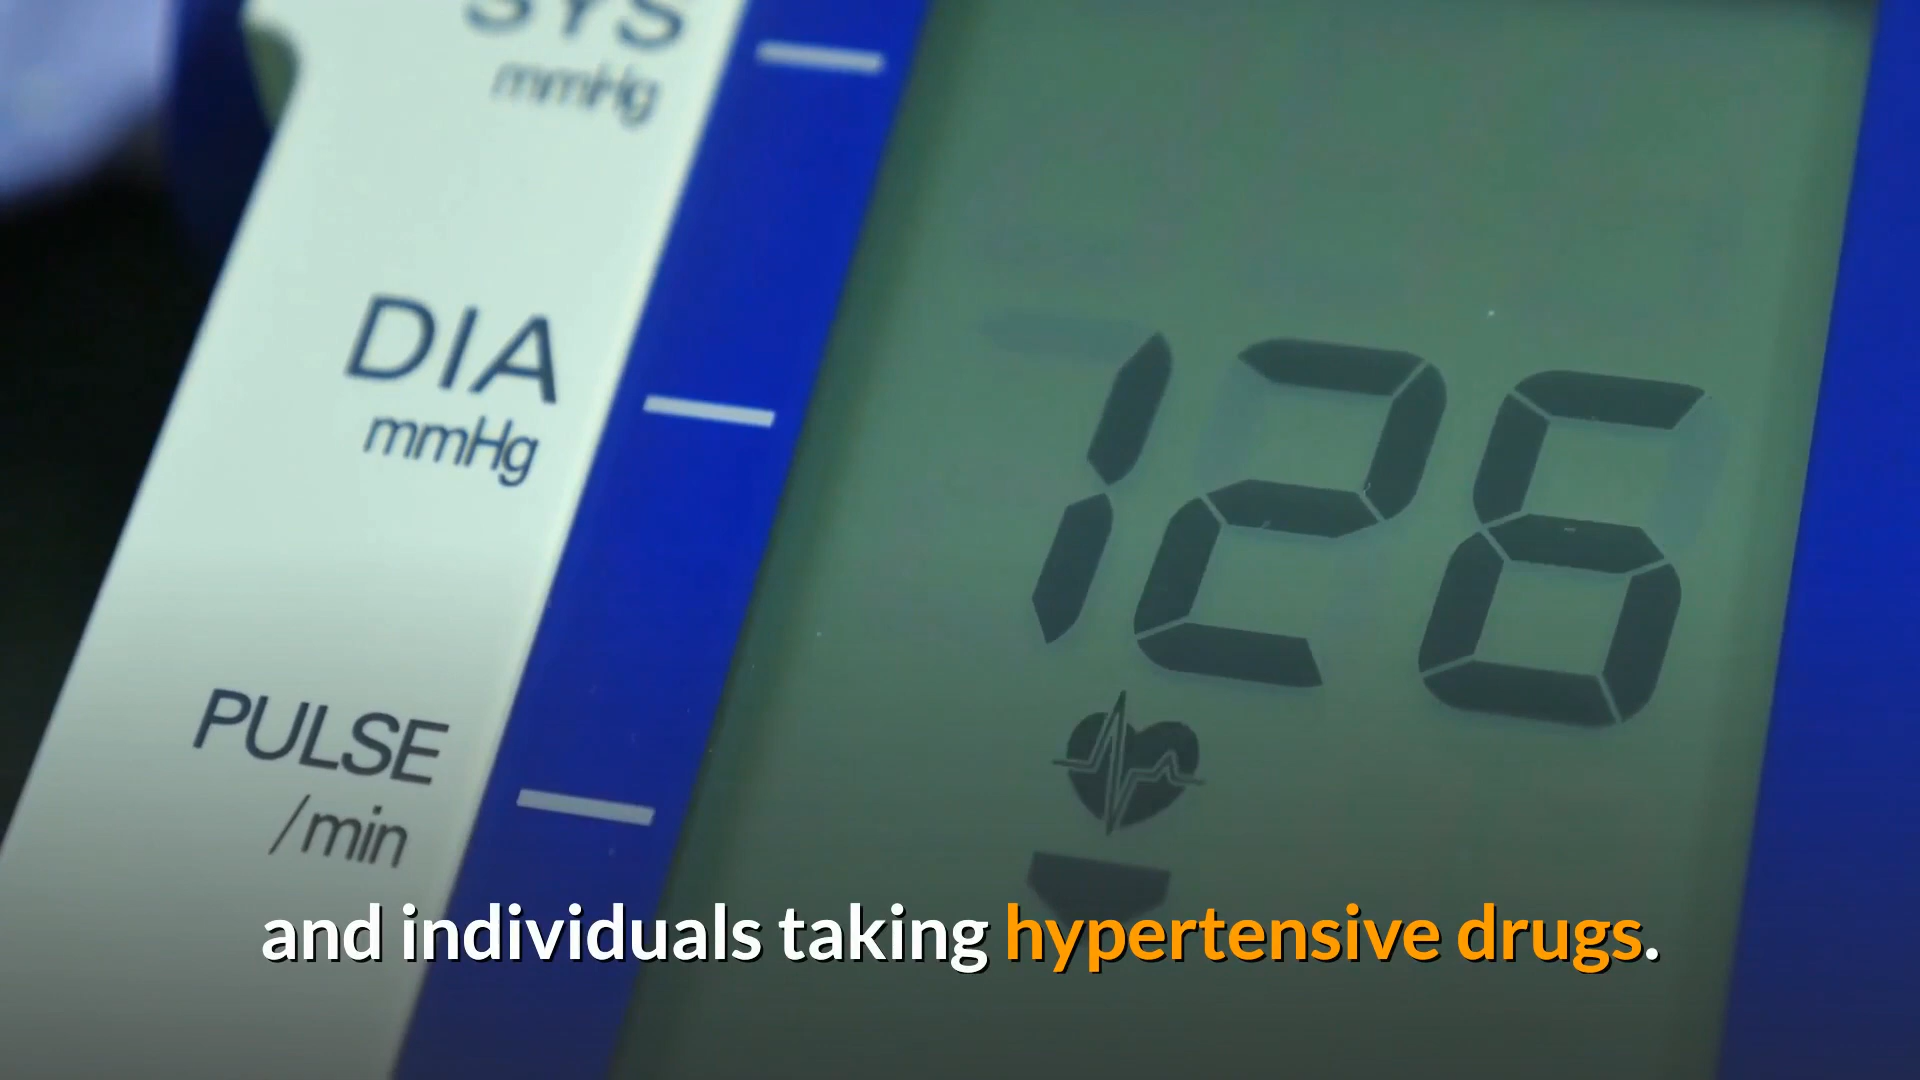 SYS
mmHg
DIA
mmHg
126
PULSE
/min
and individuals taking hypertensive drugs.